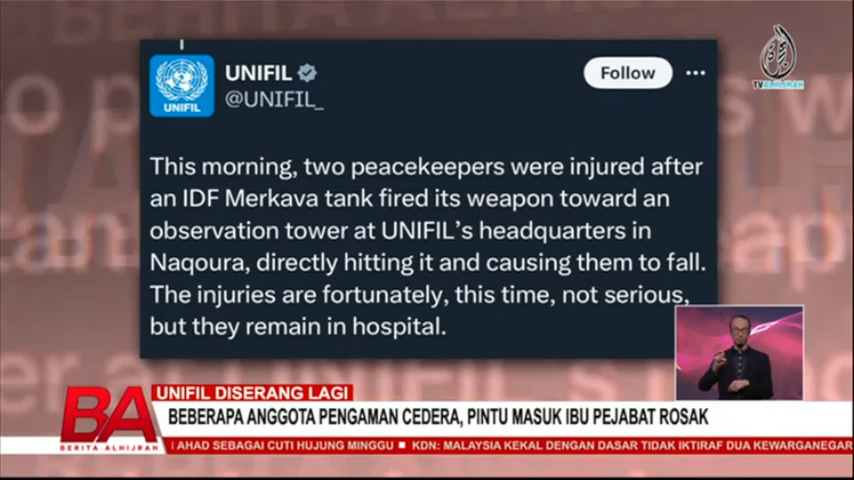 UNIFIL
@UNIFIL_
Follow
UNIFIL
TVALHIJRAH
This morning, two peacekeepers were injured after
an IDF Merkava tank fired its weapon toward an
observation tower at UNIFIL's headquarters in
Naqoura, directly hitting it and causing them to fall.
The injuries are fortunately, this time, not serious,
but they remain in hospital.
UNIFIL DISERANG LAGI
BA
BERITA ALHIJRAH
BEBERAPA ANGGOTA PENGAMAN CEDERA, PINTU MASUK IBU PEJABAT ROSAK
I AHAD SEBAGAI CUTI HUJUNG MINGGU ■ KDN: MALAYSIA KEKAL DENGAN DASAR TIDAK IKTIRAF DUA KEWARGANEGAR